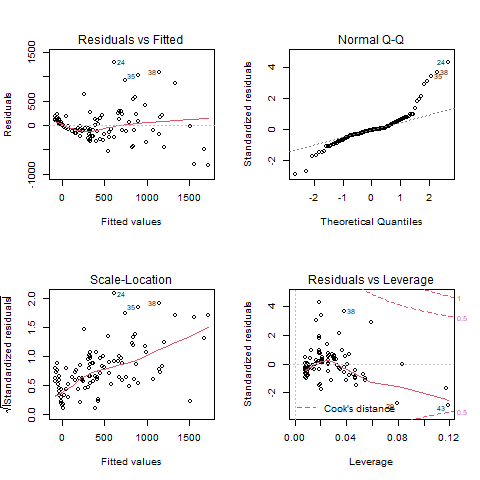 Residuals vs Fitted
Residuals
-1000 0 500 1500
24
35
38
0 500 1000 1500
Fitted values
Normal Q-Q
Standardized residuals
-2 0 2 4
24
38
35
-2 -1 0 1 2
Theoretical Quantiles
Scale-Location
√|Standardized residuals|
0.0 0.5 1.0 1.5 2.0
24
35
38
0 500 1000 1500
Fitted values
Residuals vs Leverage
Standardized residuals
-2 0 2 4
38
43
1
0.5
0.5
Cook's distance
0.00 0.04 0.08 0.12
Leverage